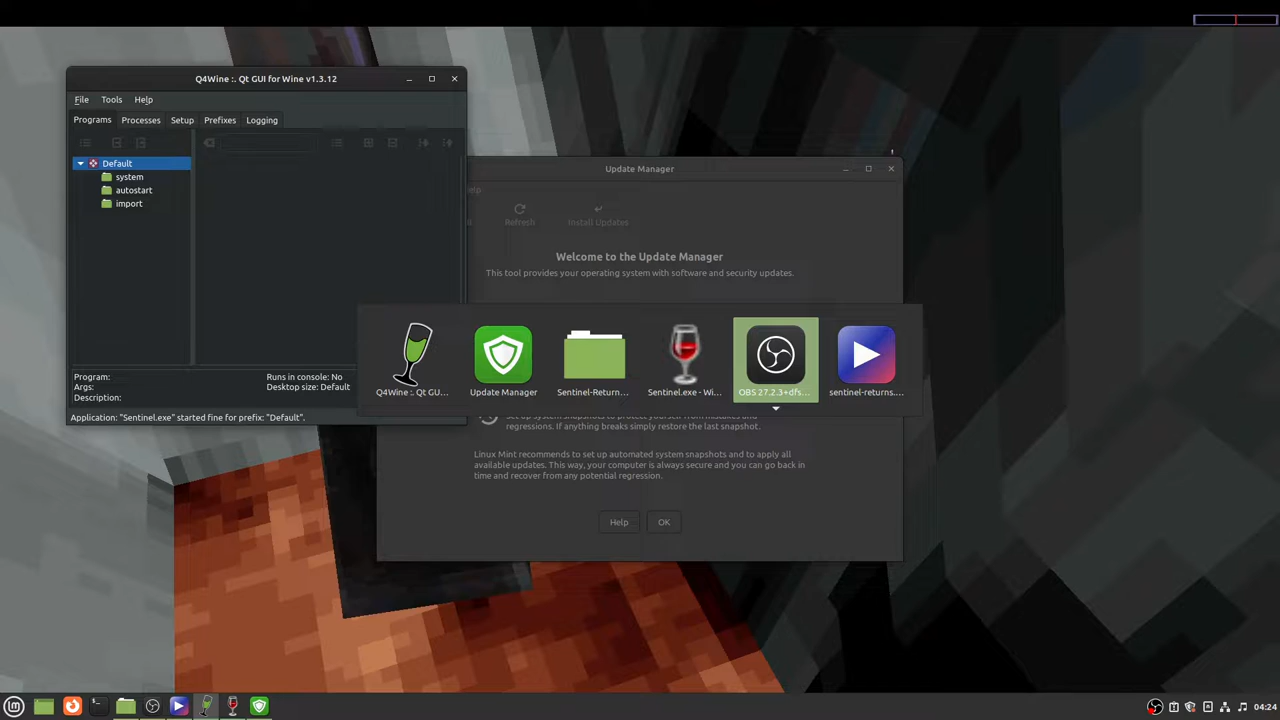 Q4Wine :. Qt GUI for Wine v1.3.12
File Tools Help
Programs Processes Setup Prefixes Logging
Default
system
autostart
import
Program:
Runs in console: No
Args:
Desktop size: Default
Description:
Application: "Sentinel.exe" started fine for prefix: "Default".
Update Manager
Refresh
Install Updates
Welcome to the Update Manager
This tool provides your operating system with software and security updates.
Q4Wine :. Qt GU...
Update Manager
Sentinel-Return...
Sentinel.exe - Wi...
OBS 27.2.3+dfs...
sentinel-returns....
regressions. If anything breaks simply restore the last snapshot.
Linux Mint recommends to set up automated system snapshots and to apply all
available updates. This way, your computer is always secure and you can go back in
time and recover from any potential regression.
Help
OK
04:24